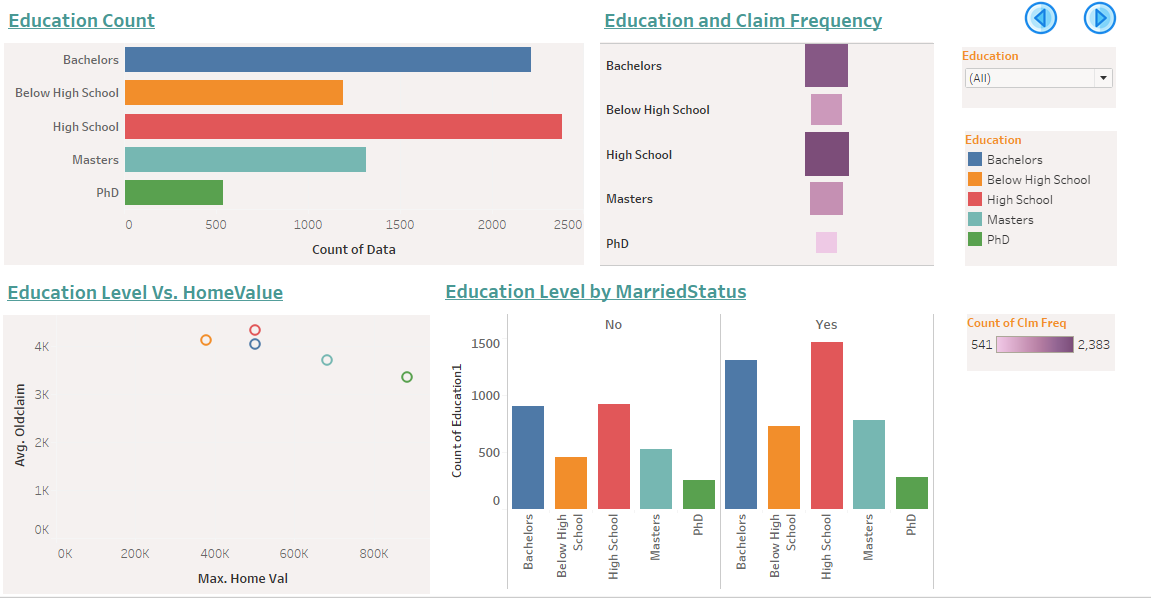 Education Count
Bachelors
Below High School
High School
Masters
PhD
0 500 1000 1500 2000 2500
Count of Data
Education and Claim Frequency
Bachelors
Below High School
High School
Masters
PhD
Education
(All)
Education
Bachelors
Below High School
High School
Masters
PhD
Education Level Vs. HomeValue
Avg. Oldclaim
4K
3K
2K
1K
0K
0K 200K 400K 600K 800K
Max. Home Val
Education Level by MarriedStatus
No Yes
Count of Education1
1500
1000
500
0
Bachelors
Below High
School
High School
Masters
PhD
Bachelors
Below High
School
High School
Masters
PhD
Count of Clm Freq
541 2,383